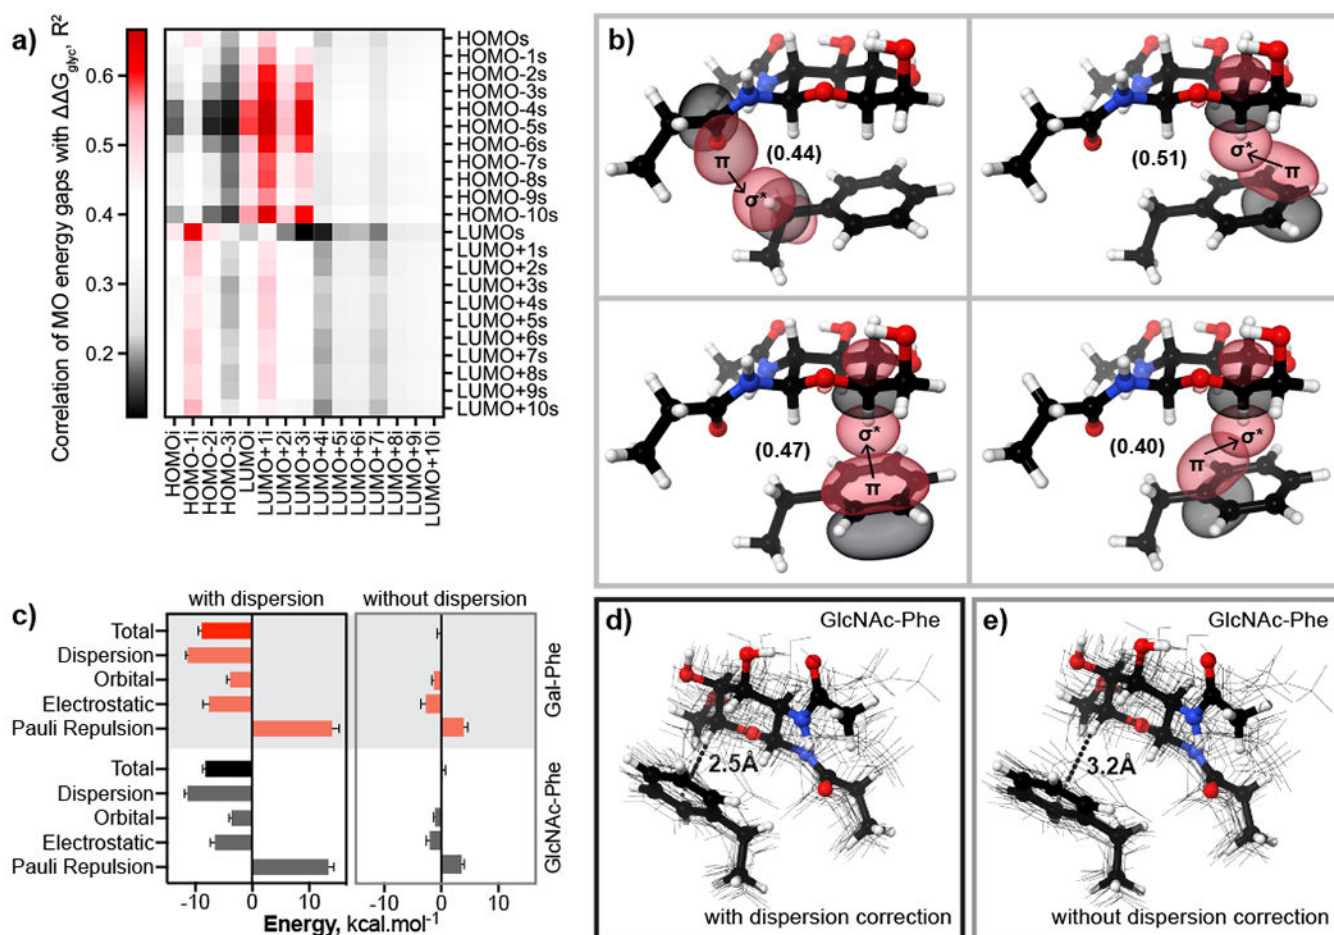 a)
Correlation of MO energy gaps with ΔΔG glyc, R²
0.6
0.5
0.4
0.3
0.2
HOMOs
HOMO-1s
HOMO-2s
HOMO-3s
HOMO-4s
HOMO-5s
HOMO-6s
HOMO-7s
HOMO-8s
HOMO-9s
HOMO-10s
LUMOs
LUMO+1s
LUMO+2s
LUMO+3s
LUMO+4s
LUMO+5s
LUMO+6s
LUMO+7s
LUMO+8s
LUMO+9s
LUMO+10s
HOMOi
HOMO-1i
HOMO-2i
HOMO-3i
LUMOi
LUMO+1i
LUMO+2i
LUMO+3i
LUMO+4i
LUMO+5i
LUMO+6i
LUMO+7i
LUMO+8i
LUMO+9i
LUMO+10i
b)
π
σ*
(0.44)
(0.51)
σ*
π
(0.47)
σ*
π
(0.40)
σ*
π
c)
with dispersion
without dispersion
Total
Dispersion
Orbital
Electrostatic
Pauli Repulsion
Gal-Phe
Total
Dispersion
Orbital
Electrostatic
Pauli Repulsion
GlcNAc-Phe
-10 0 10
-10 0 10
Energy, kcal.mol⁻¹
d)
GlcNAc-Phe
2.5Å
with dispersion correction
e)
GlcNAc-Phe
3.2Å
without dispersion correction